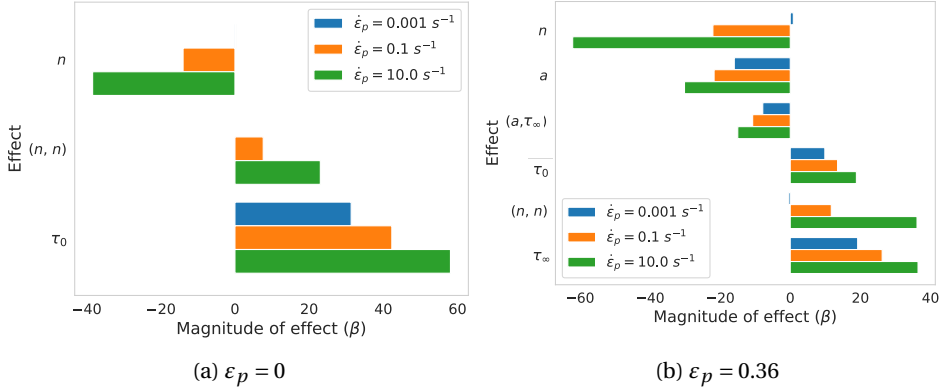 n
(n, n)
τ₀
Effect
ε̇ₚ = 0.001 s⁻¹
ε̇ₚ = 0.1 s⁻¹
ε̇ₚ = 10.0 s⁻¹
−40 −20 0 20 40 60
Magnitude of effect (β)
(a) εₚ = 0
n
a
(a,τ∞)
τ₀
(n, n)
τ∞
Effect
ε̇ₚ = 0.001 s⁻¹
ε̇ₚ = 0.1 s⁻¹
ε̇ₚ = 10.0 s⁻¹
−60 −40 −20 0 20 40
Magnitude of effect (β)
(b) εₚ = 0.36